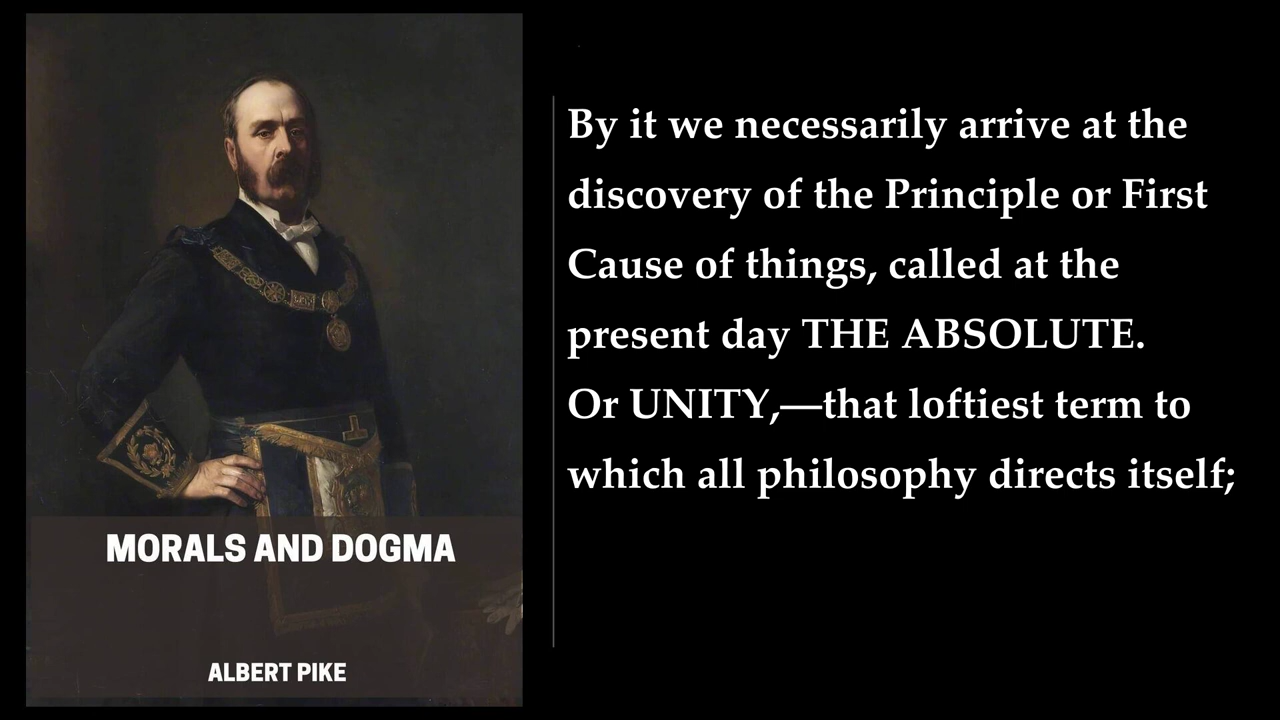 MORALS AND DOGMA
ALBERT PIKE
By it we necessarily arrive at the
discovery of the Principle or First
Cause of things, called at the
present day THE ABSOLUTE.
Or UNITY,—that loftiest term to
which all philosophy directs itself;